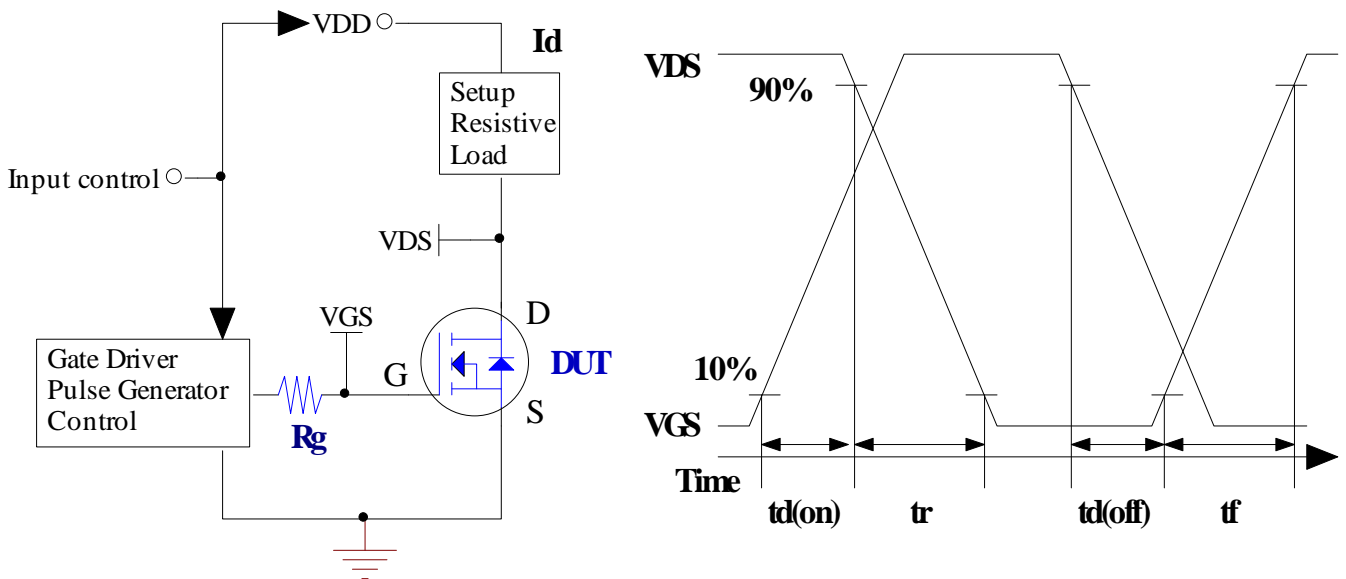 VDD
Id
Setup
Resistive
Load
Input control
VDS
VGS
D
G
DUT
S
Gate Driver
Pulse Generator
Control
Rg
VDS
90%
10%
VGS
Time
td(on)
tr
td(off)
tf